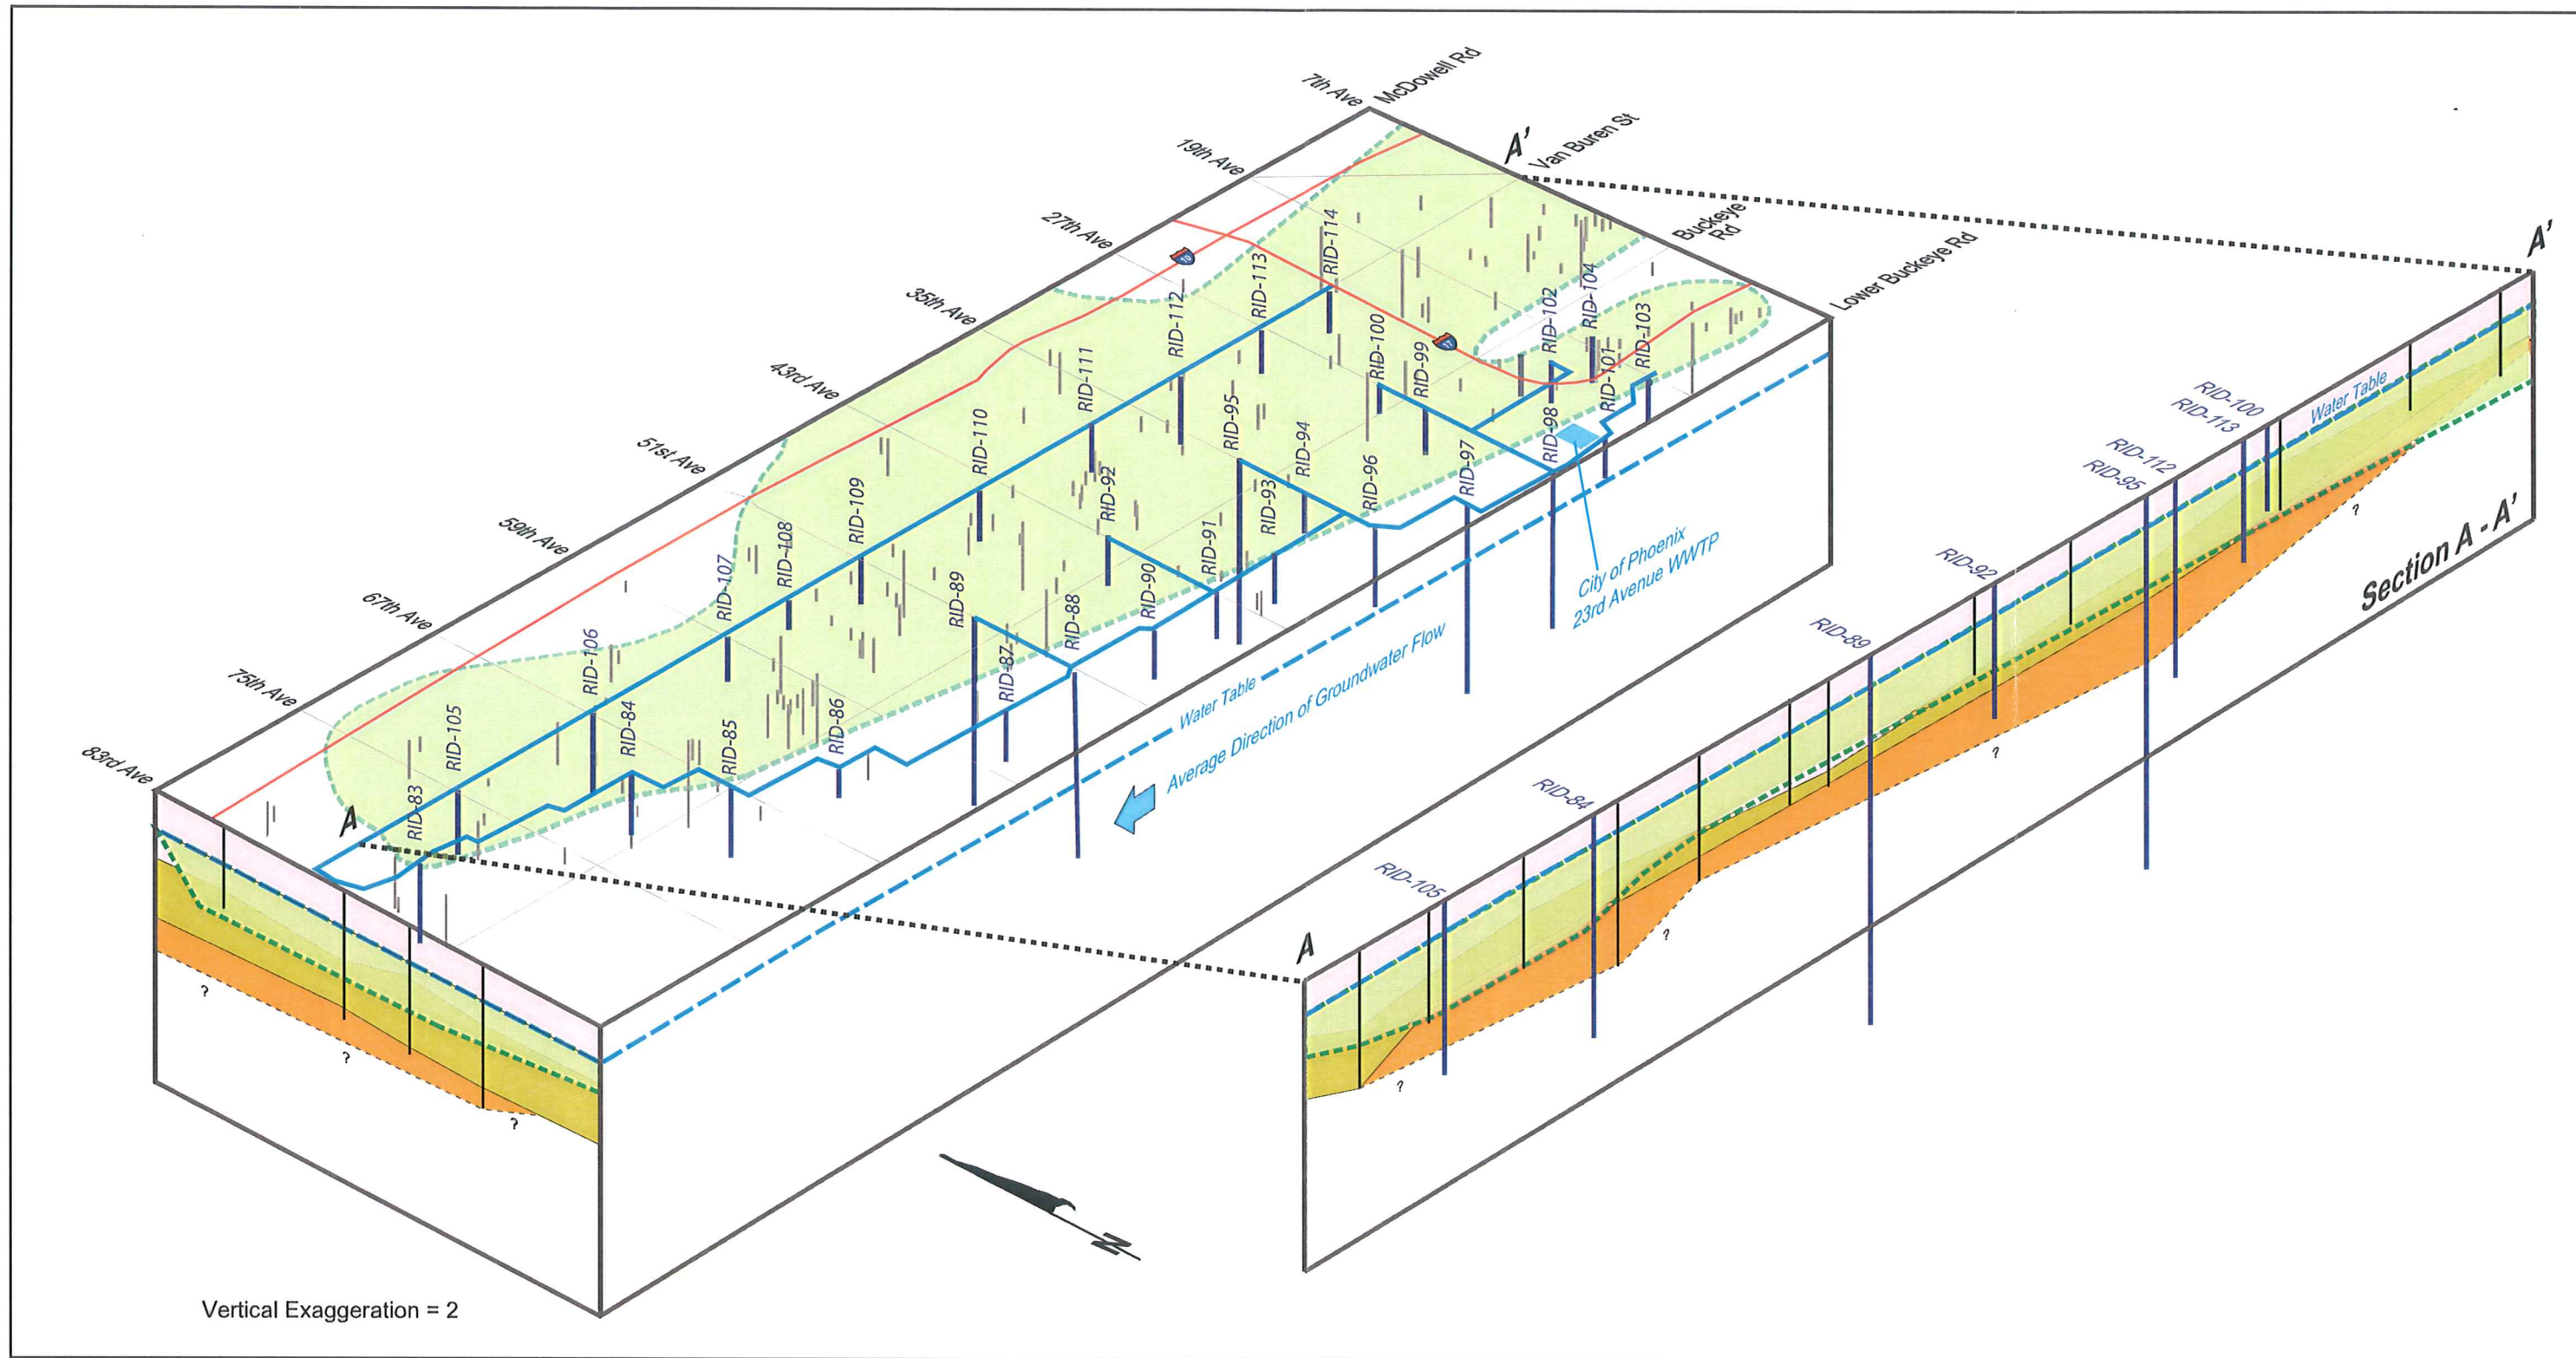 7th Ave
McDowell Rd
19th Ave
A'
Van Buren St
27th Ave
Buckeye
Rd
Lower Buckeye Rd
A'
35th Ave
10
RID-114
RID-113
RID-112
RID-104
RID-102
RID-103
RID-100
RID-99
RID-101
17
43rd Ave
RID-111
RID-95
RID-94
RID-98
RID-97
51st Ave
RID-110
RID-92
RID-93
RID-96
59th Ave
RID-109
RID-108
RID-91
RID-90
City of Phoenix
23rd Avenue WWTP
67th Ave
RID-107
RID-89
RID-88
RID-87
75th Ave
RID-106
RID-84
RID-85
RID-86
83rd Ave
RID-105
RID-83
A
Water Table
Average Direction of Groundwater Flow
Water Table
RID-100
RID-113
RID-112
RID-95
RID-92
RID-89
RID-84
RID-105
A
Section A - A'
?
?
?
?
?
?
?
N
Vertical Exaggeration = 2